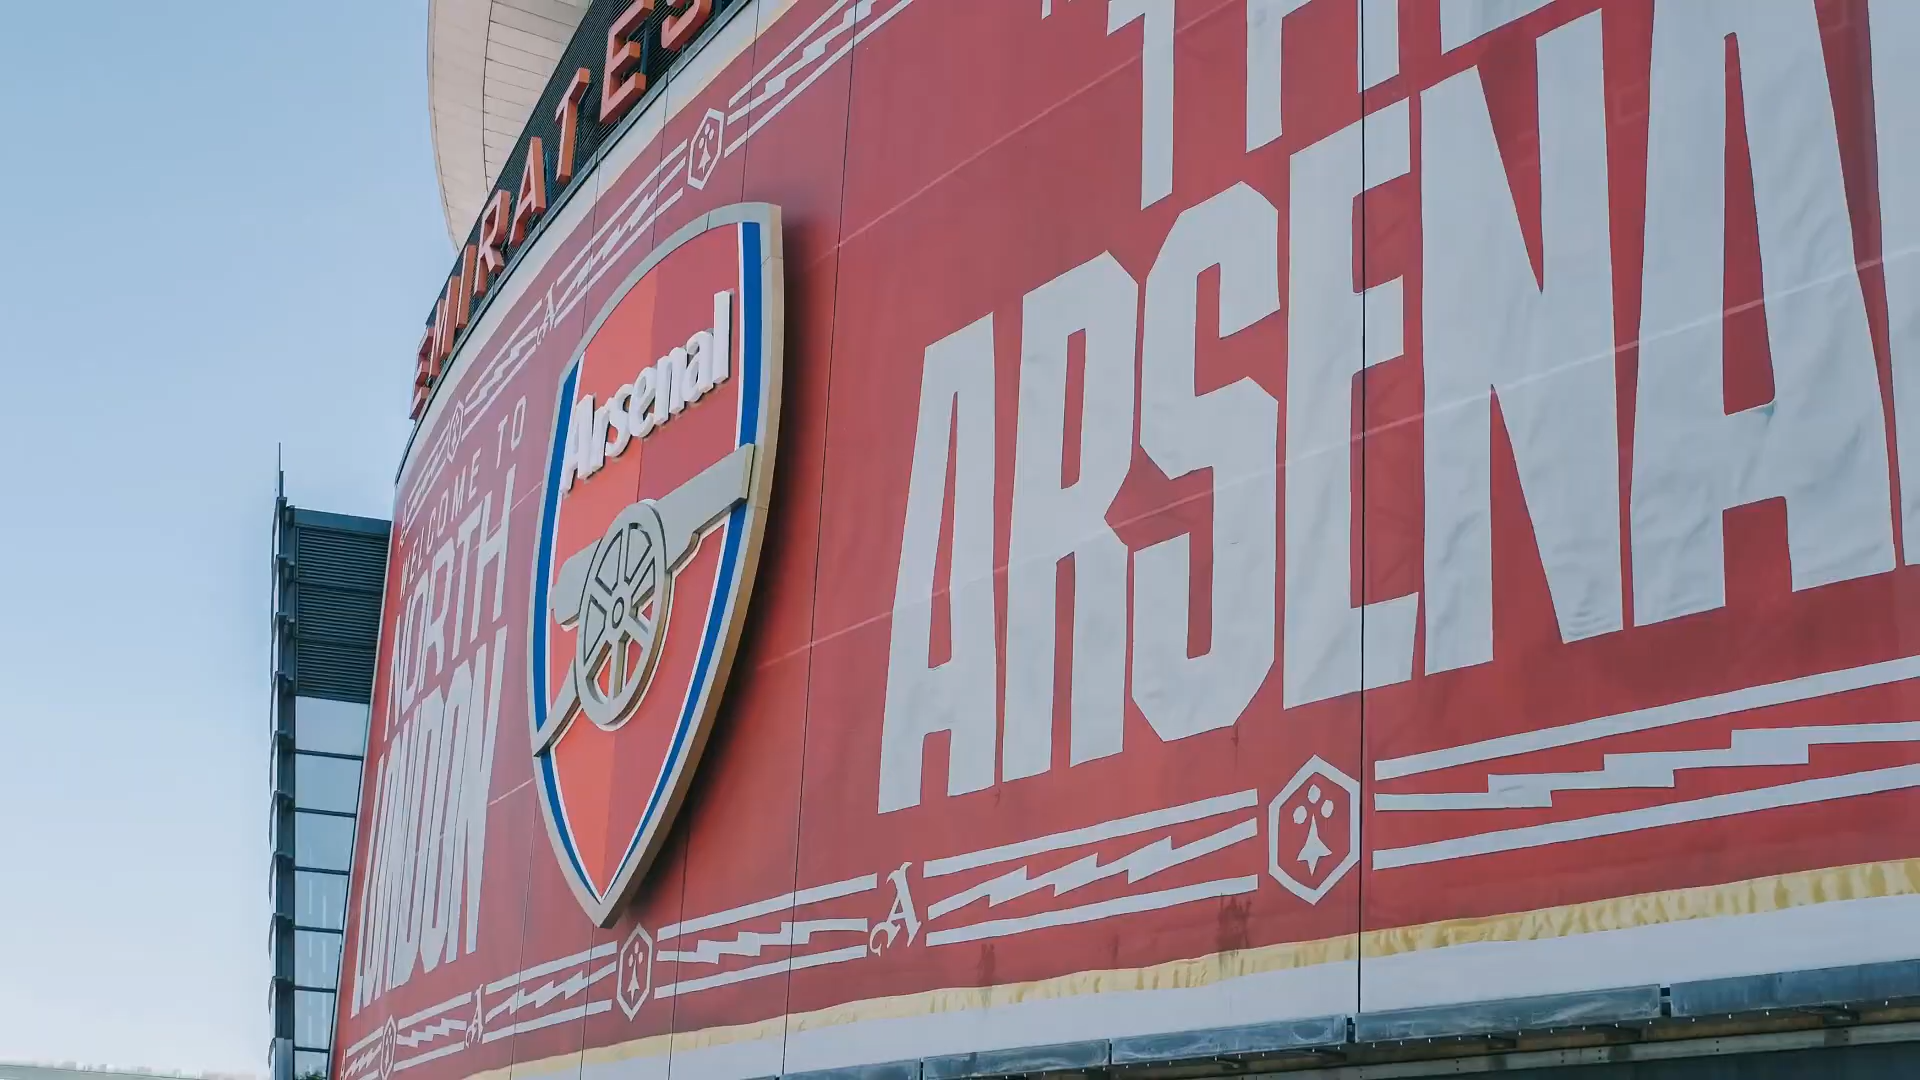 EMIRATES
WELCOME TO
NORTH
LONDON
Arsenal
ARSENA
A
A
A